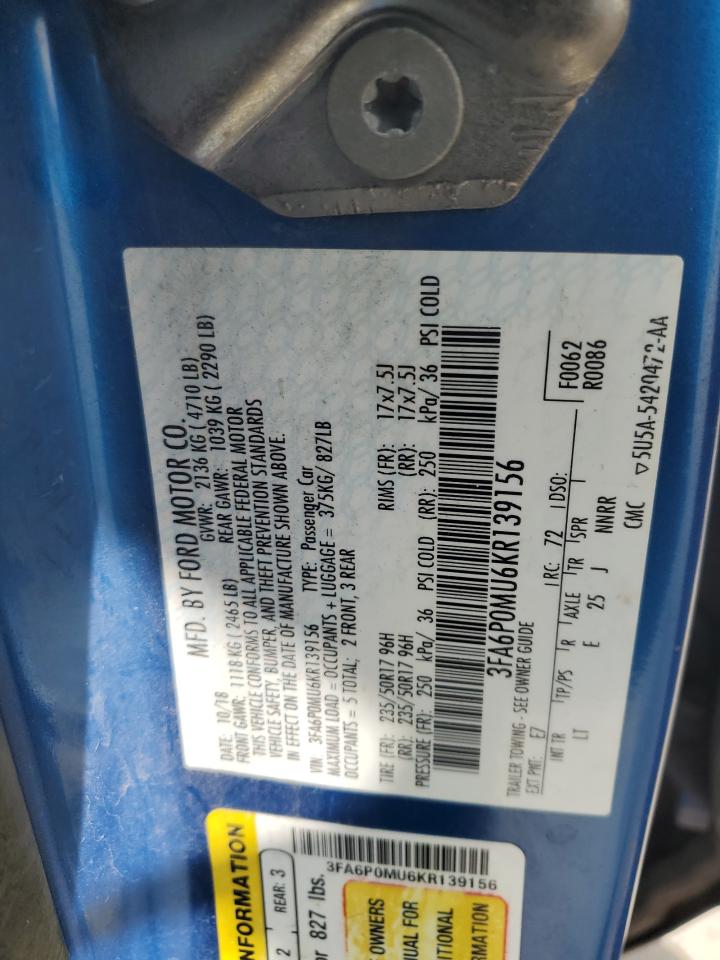 MFD. BY FORD MOTOR CO.
DATE: 10/18 GVWR: 2136 KG ( 4710 LB)
FRONT GAWR: 1118 KG ( 2465 LB) REAR GAWR: 1039 KG ( 2290 LB)
THIS VEHICLE CONFORMS TO ALL APPLICABLE FEDERAL MOTOR
VEHICLE SAFETY, BUMPER, AND THEFT PREVENTION STANDARDS
IN EFFECT ON THE DATE OF MANUFACTURE SHOWN ABOVE.
VIN: 3FA6P0MU6KR139156 TYPE: Passenger Car
MAXIMUM LOAD = OCCUPANTS + LUGGAGE = 375KG/ 827LB
OCCUPANTS = 5 TOTAL; 2 FRONT, 3 REAR
TIRE (FR): 235/50R17 96H RIMS (FR): 17x7.5J
(RR): 235/50R17 96H (RR): 17x7.5J
PRESSURE (FR): 250 kPa/ 36 PSI COLD (RR): 250 kPa/ 36 PSI COLD
3FA6P0MU6KR139156
TRAILER TOWING - SEE OWNER GUIDE
EXT PNT: E7 RC: 72 DSO: F0062
R0086
INT TR TP/PS R AXLE TR SPR
LT E 25 J NNRR
CMC ▽5U5A-5420472-AA
INFORMATION
2 REAR: 3
or 827 lbs.
3FA6P0MU6KR139156
OWNERS
UAL FOR
ITIONAL
RMATION